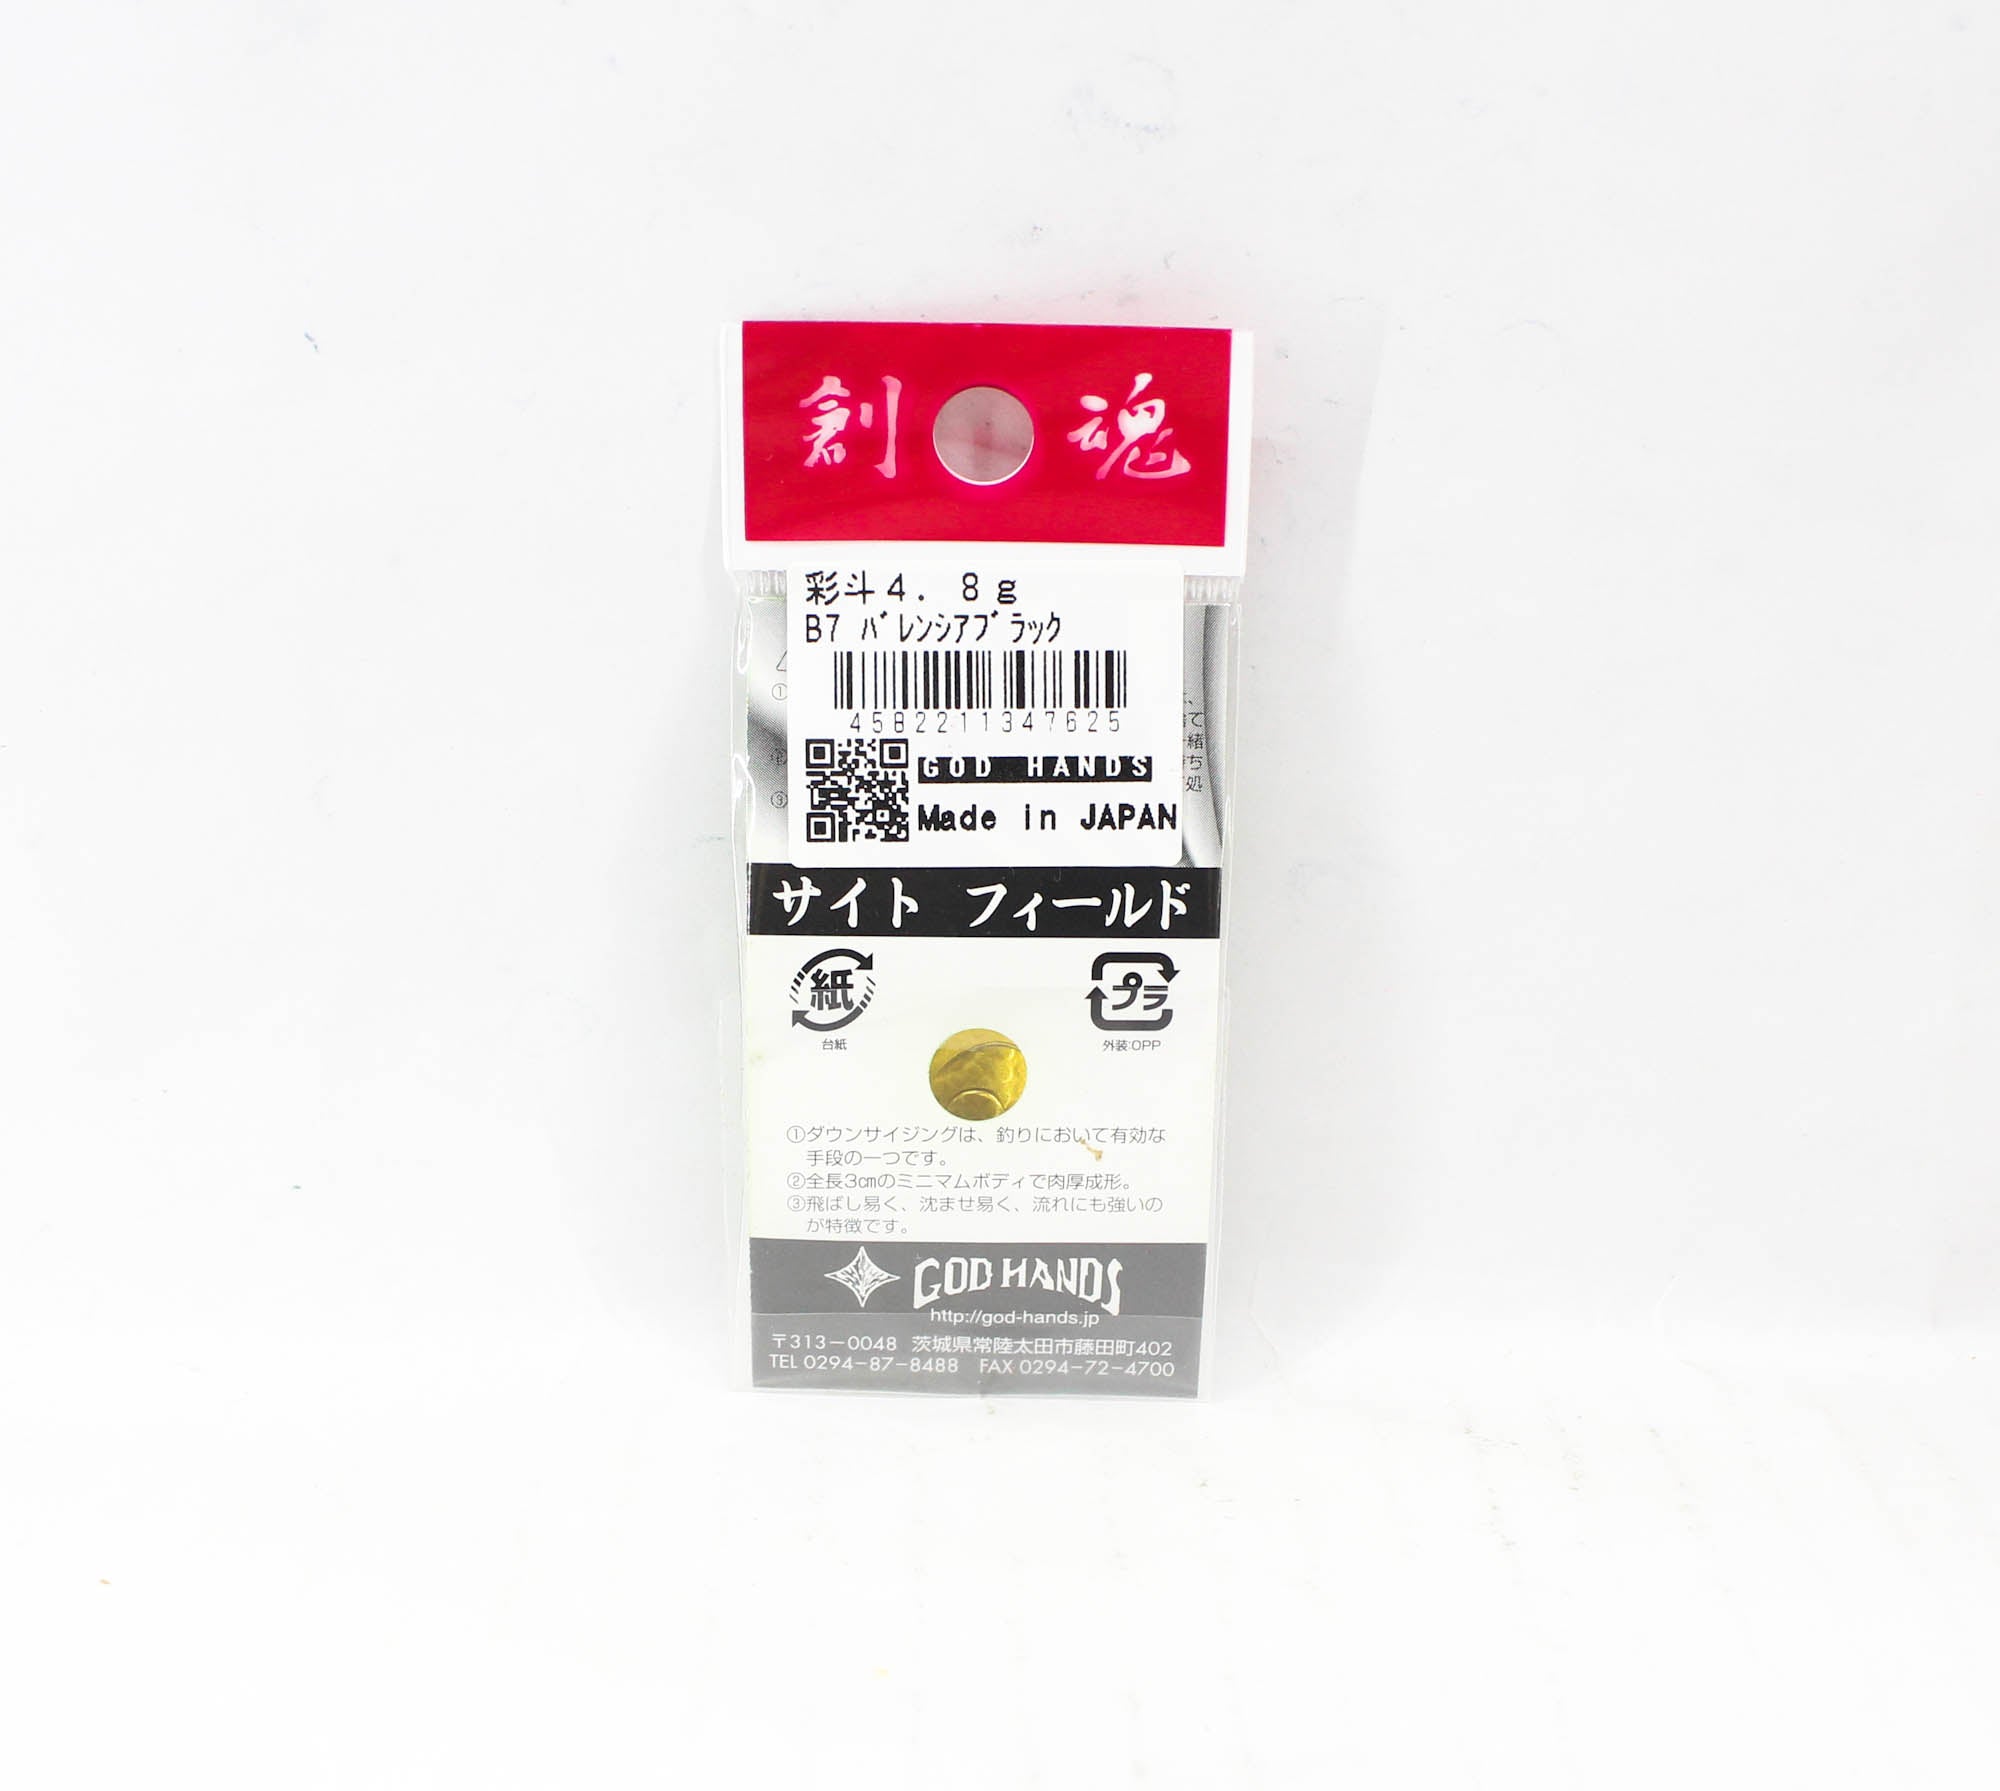 創 魂
彩斗4. 8g
B7 バレンシアブラック
4582211347625
GOD HANDS
Made in JAPAN
①
て
緒
ち
③
処
サイト フィールド
紙
プラ
台紙
外装:OPP
①ダウンサイジングは、釣りにおいて有効な
手段の一つです。
②全長3㎝のミニマムボディで肉厚成形。
③飛ばし易く、沈ませ易く、流れにも強いの
が特徴です。
GOD HANDS
http://god-hands.jp
〒313−0048 茨城県常陸太田市藤田町402
TEL 0294−87−8488 FAX 0294−72−4700